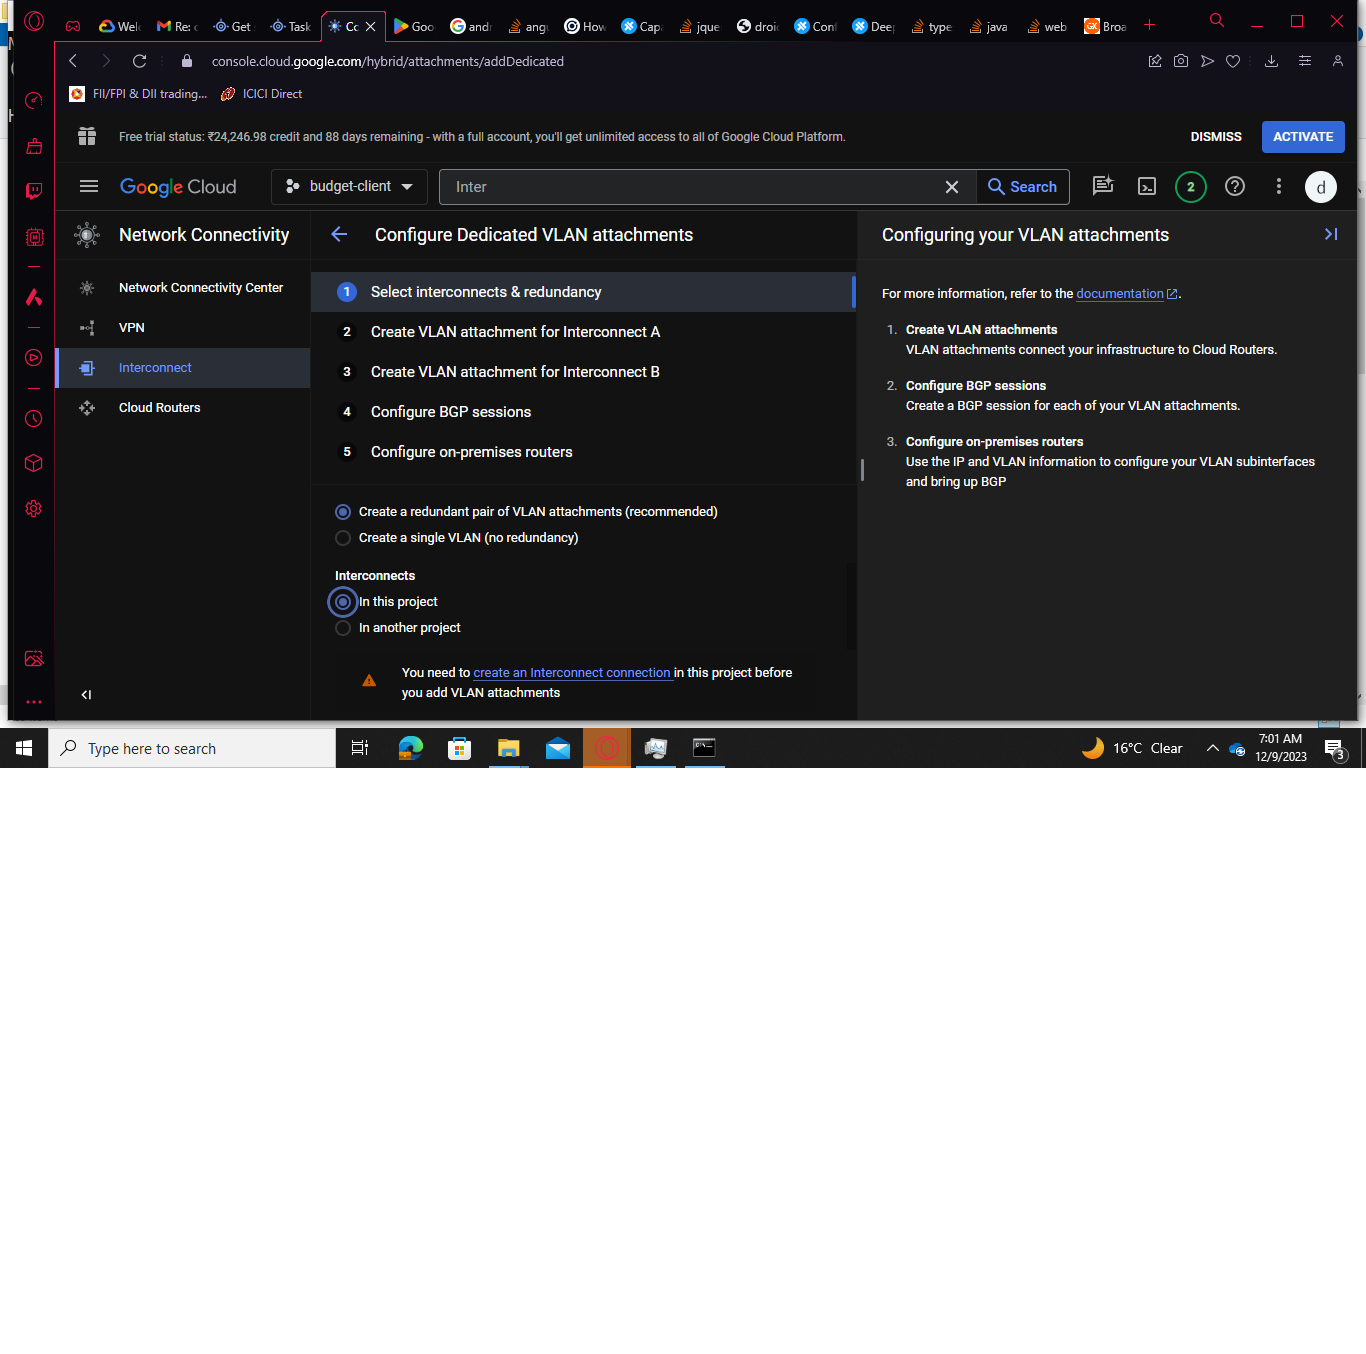 Wel
Re: c
Get
Task
Cc
Goo
andr
angu
How
Capa
jque
droi
Conf
Deep
type
java
web
Broa
console.cloud.google.com/hybrid/attachments/addDedicated
FII/FPI & DII trading...
ICICI Direct
Free trial status: ₹24,246.98 credit and 88 days remaining - with a full account, you'll get unlimited access to all of Google Cloud Platform.
DISMISS
ACTIVATE
Google Cloud
budget-client
Inter
Search
2
d
Network Connectivity
Network Connectivity Center
VPN
Interconnect
Cloud Routers
Configure Dedicated VLAN attachments
1 Select interconnects & redundancy
2 Create VLAN attachment for Interconnect A
3 Create VLAN attachment for Interconnect B
4 Configure BGP sessions
5 Configure on-premises routers
Create a redundant pair of VLAN attachments (recommended)
Create a single VLAN (no redundancy)
Interconnects
In this project
In another project
You need to create an Interconnect connection in this project before
you add VLAN attachments
Configuring your VLAN attachments
For more information, refer to the documentation.
1. Create VLAN attachments
VLAN attachments connect your infrastructure to Cloud Routers.
2. Configure BGP sessions
Create a BGP session for each of your VLAN attachments.
3. Configure on-premises routers
Use the IP and VLAN information to configure your VLAN subinterfaces
and bring up BGP
Type here to search
16°C Clear
7:01 AM
12/9/2023
3